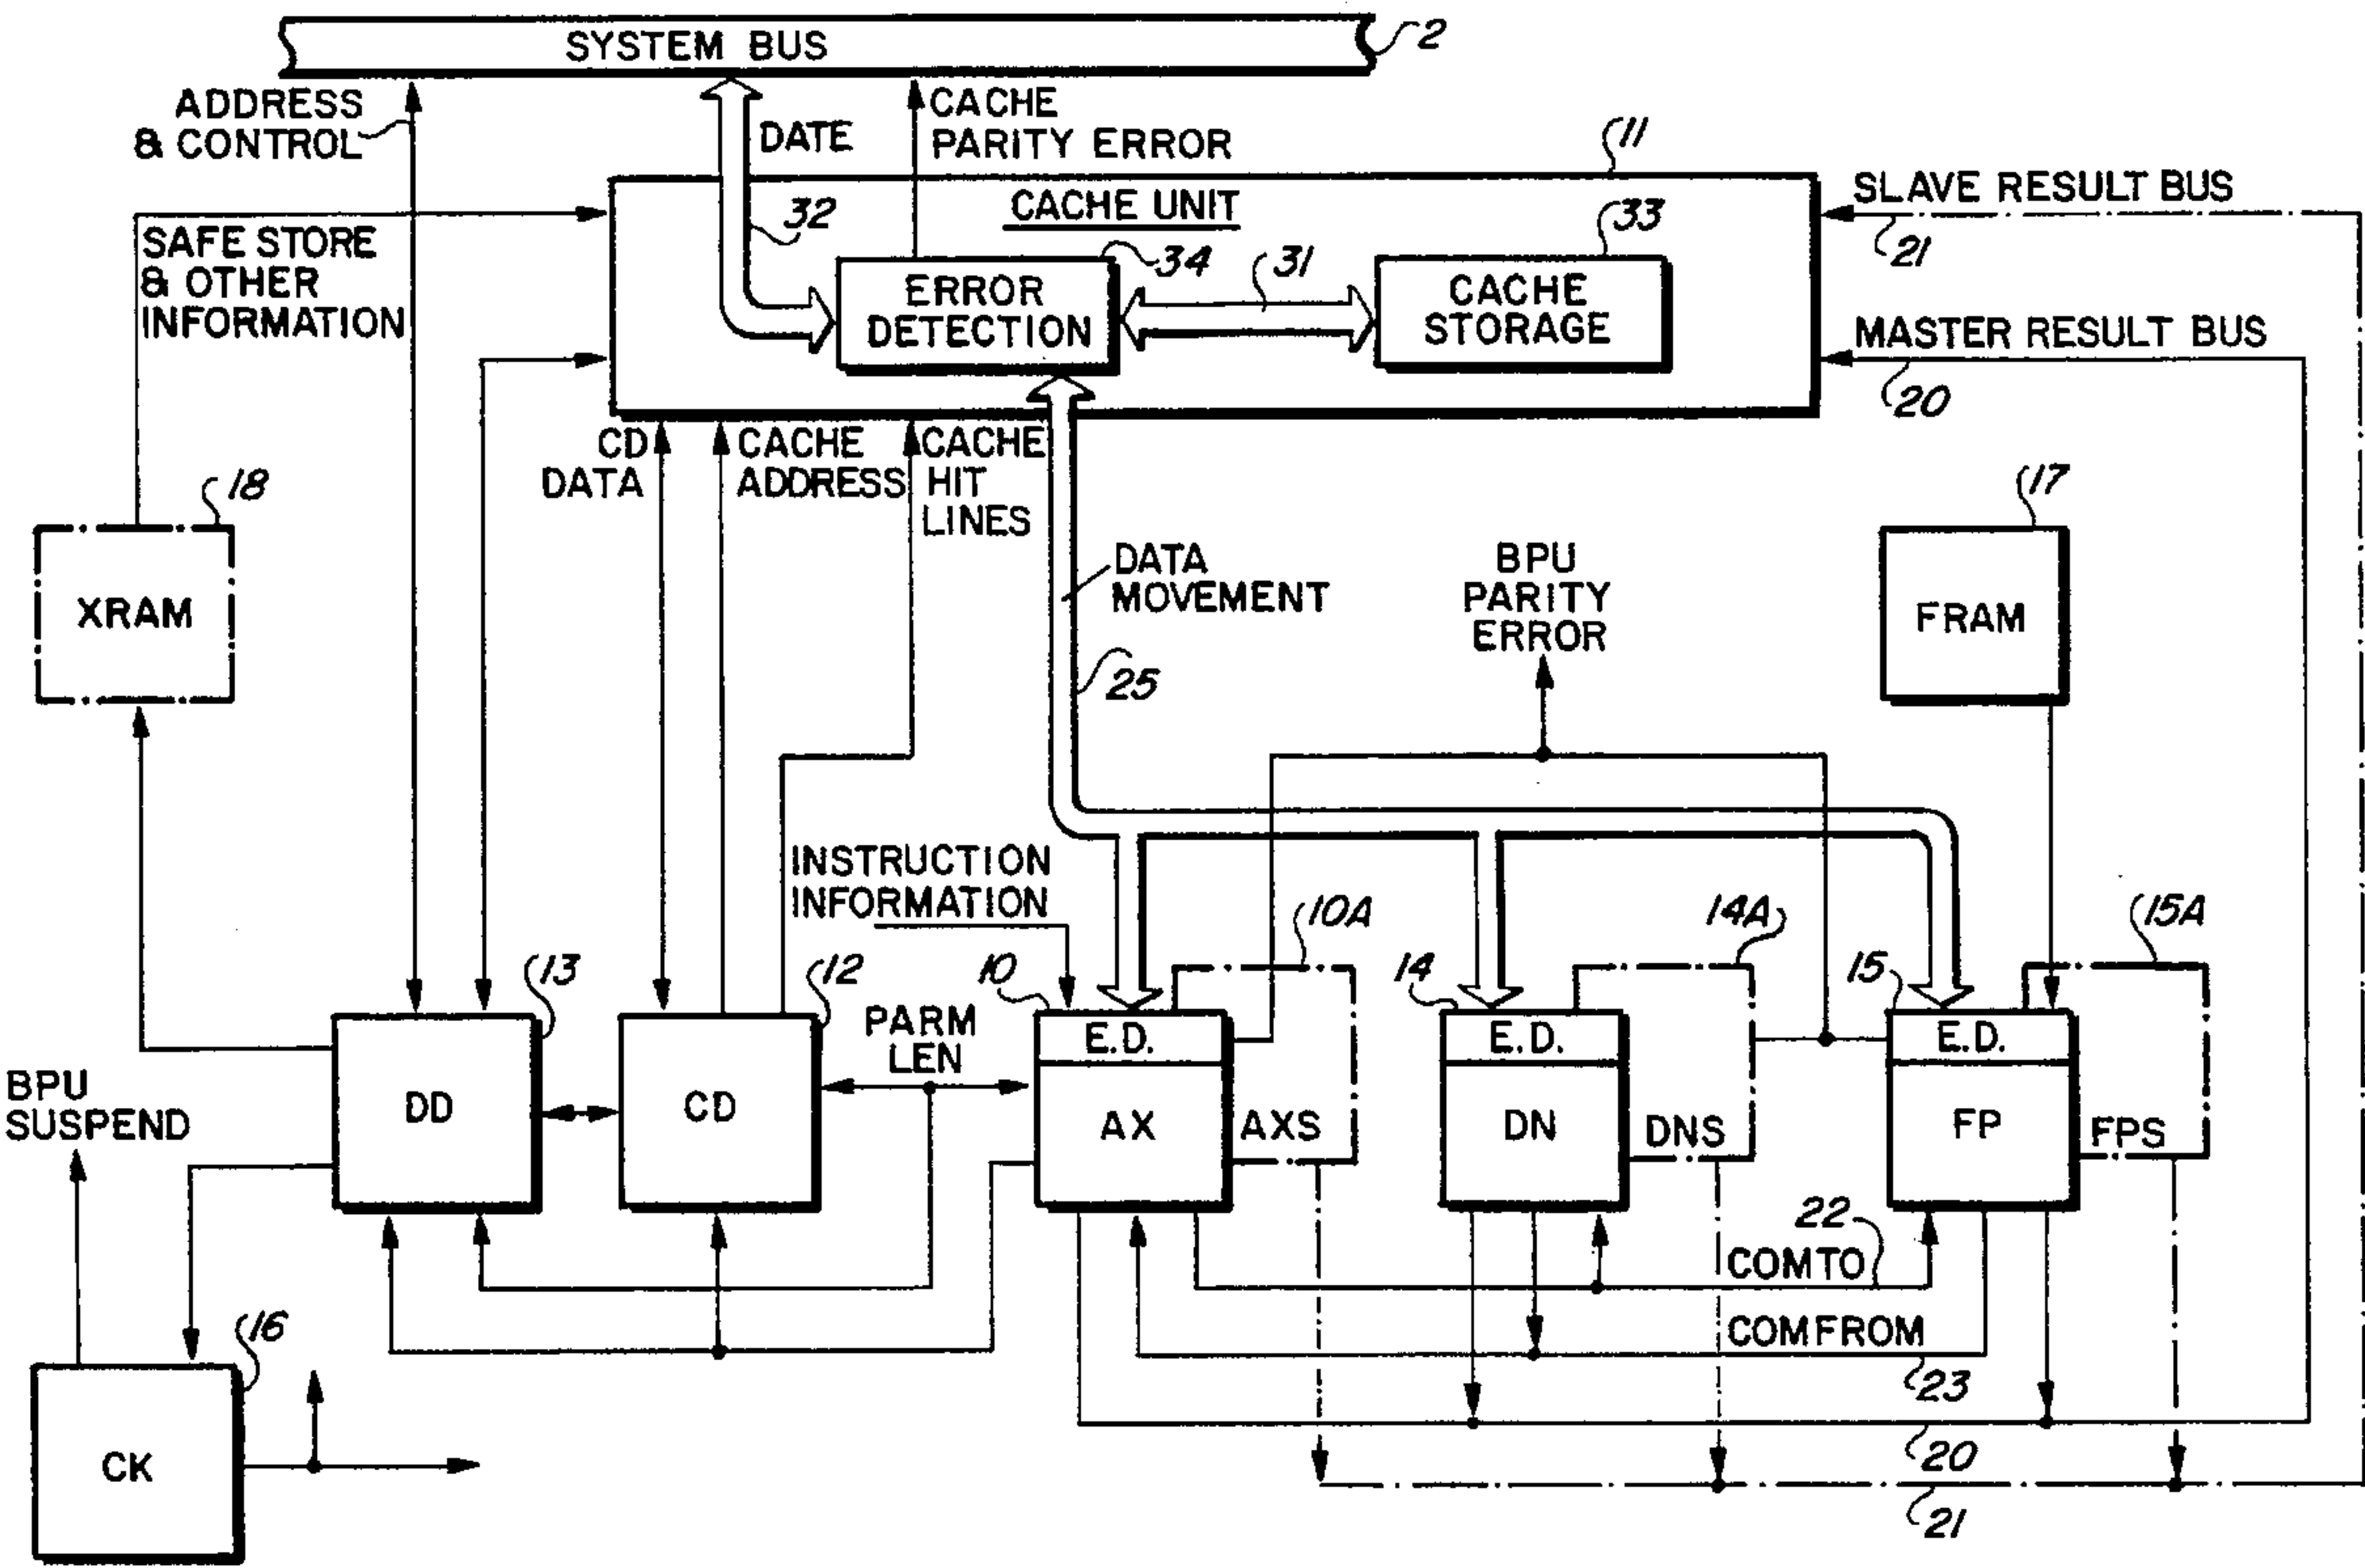 SYSTEM BUS
2
ADDRESS
& CONTROL
DATE
CACHE
PARITY ERROR
11
SLAVE RESULT BUS
21
SAFE STORE
& OTHER
INFORMATION
32
CACHE UNIT
34
ERROR
DETECTION
31
33
CACHE
STORAGE
MASTER RESULT BUS
20
CD
DATA
CACHE
ADDRESS
CACHE
HIT
LINES
18
XRAM
DATA
MOVEMENT
25
BPU
PARITY
ERROR
17
FRAM
INSTRUCTION
INFORMATION
10A
14A
15A
13
12
10
14
15
PARM
LEN
E.D.
E.D.
E.D.
BPU
SUSPEND
DD
CD
AX
AXS
DN
DNS
FP
FPS
22
COMTO
COMFROM
23
16
CK
20
21